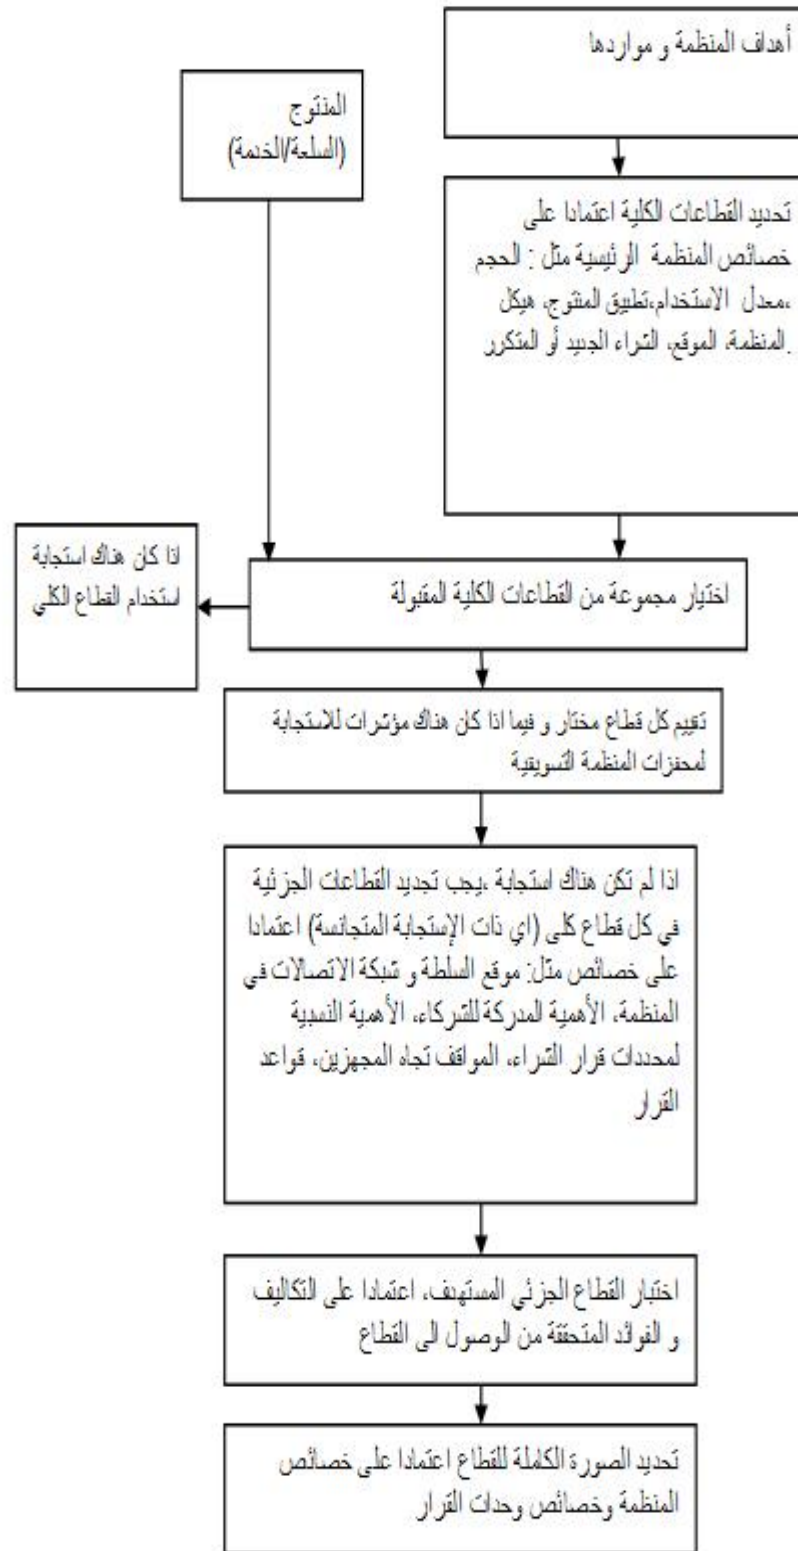 أهداف المنظمة و مواردها
المنتوج
(السلعة/الخدمة)
تحديد القطاعات الكلية اعتمادا على
خصائص المنظمة الرئيسية مثل : الحجم
،معدل الاستخدام،تطبيق المنتوج، هيكل
المنظمة، الموقع، الشراء الجديد أو المتكرر.
اذا كان هناك استجابة
استخدام القطاع الكلي
اختيار مجموعة من القطاعات الكلية المقبولة
تقييم كل قطاع مختار و فيما اذا كان هناك مؤشرات للاستجابة
لمحفزات المنظمة التسويقية
اذا لم تكن هناك استجابة ،يجب تحديد القطاعات الجزئية
في كل قطاع كلى (اي ذات الإستجابة المتجانسة) اعتمادا
على خصائص مثل: موقع السلطة و شبكة الاتصالات في
المنظمة، الأهمية المدركة للشركاء، الأهمية النسبية
لمحددات قرار الشراء، المواقف تجاه المجهزين، قواعد
القرار
اختبار القطاع الجزئي المستهدف، اعتمادا على التكاليف
و الفوائد المتحققة من الوصول الى القطاع
تحديد الصورة الكاملة للقطاع اعتمادا على خصائص
المنظمة وخصائص وحدات القرار